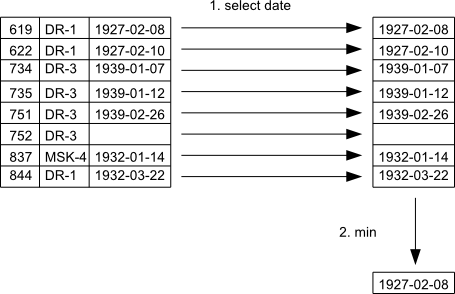 1. select date
619 DR-1 1927-02-08 1927-02-08
622 DR-1 1927-02-10 1927-02-10
734 DR-3 1939-01-07 1939-01-07
735 DR-3 1939-01-12 1939-01-12
751 DR-3 1939-02-26 1939-02-26
752 DR-3
837 MSK-4 1932-01-14 1932-01-14
844 DR-1 1932-03-22 1932-03-22
2. min
1927-02-08